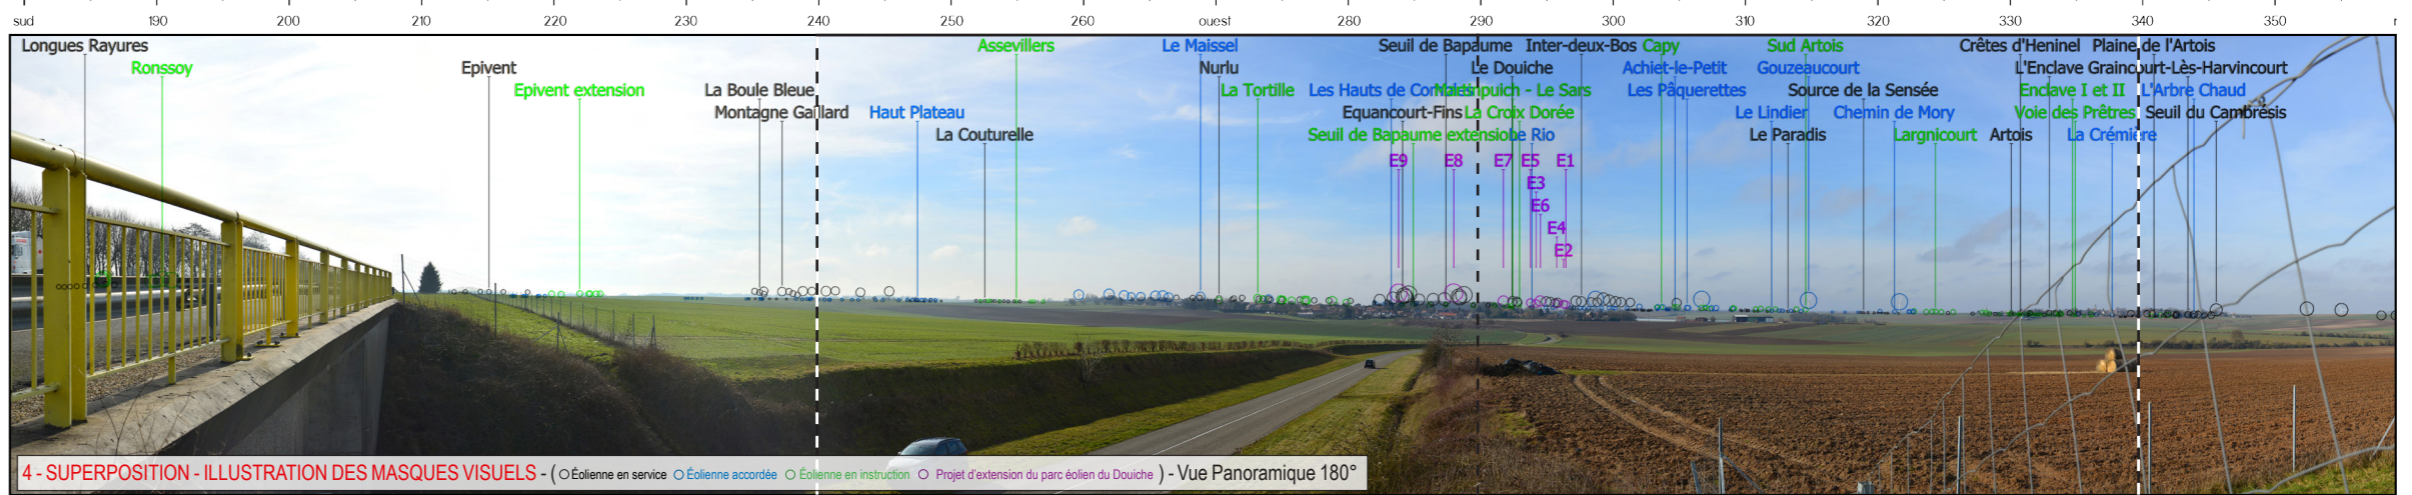 sud 190 200 210 220 230 240 250 260 ouest 280 290 300 310 320 330 340 350
Longues Rayures Assevillers Le Maissel Seuil de Bapaume Inter-deux-Bos Capy Sud Artois Crêtes d'Heninel Plaine de l'Artois
Ronssoy Epivent Nurlu Le Douiche Achiet-le-Petit Gouzeaucourt L'Enclave Graincourt-Lès-Harvincourt
Epivent extension La Boule Bleue La Tortille Les Hauts de - Le Sars Les Pâquerettes Source de la Sensée Enclave I et II L'Arbre Chaud
Montagne Gaillard Haut Plateau Equancourt-Fins La Croix Dorée Le Lindier Chemin de Mory Voie des Prêtres Seuil du Cambrésis
La Couturelle Seuil de Bapaume extension Le Rio Le Paradis Largnicourt Artois La Crémière
E9 E8 E7 E5 E1
E3
E6
E4
E2
4 - SUPERPOSITION - ILLUSTRATION DES MASQUES VISUELS - ( Éolienne en service Éolienne accordée Éolienne en instruction Projet d'extension du parc éolien du Douiche ) - Vue Panoramique 180°